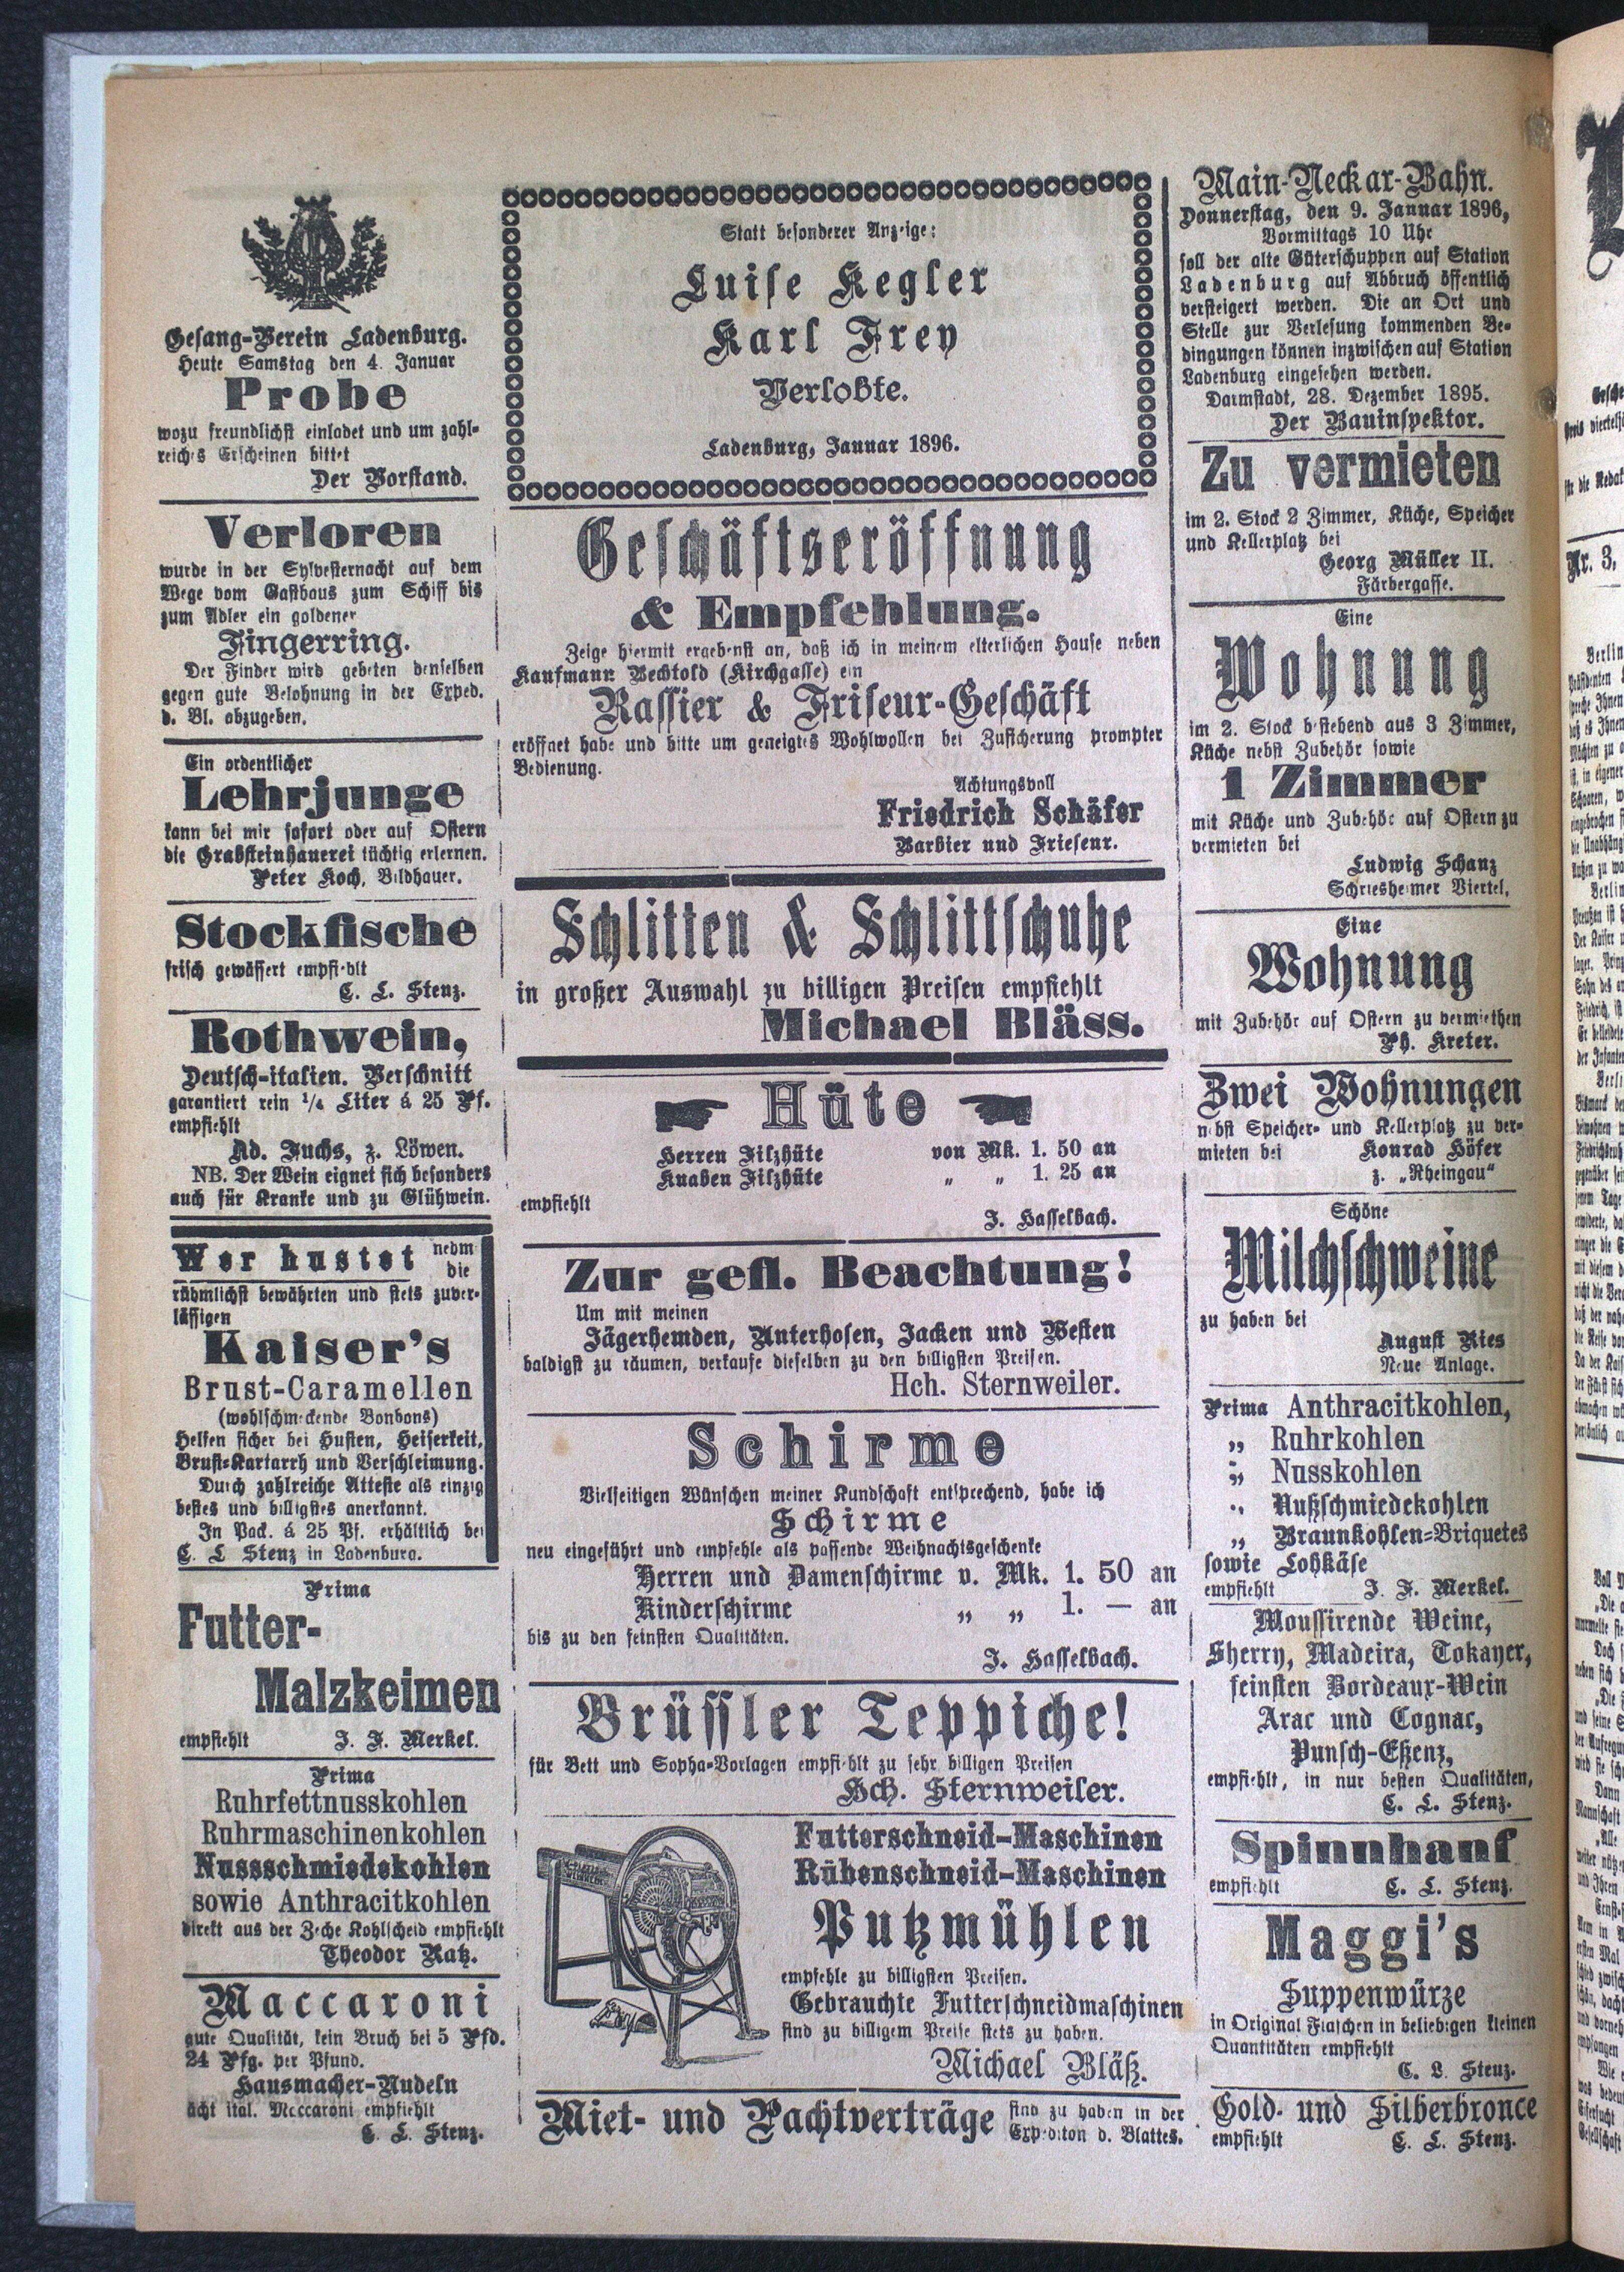 Gesang-Verein Ladenburg.
Heute Samstag den 4. Januar
Probe
wozu freundlichst einladet und um zahl-
reiches Erscheinen bittet
Der Vorstand.
Verloren
wurde in der Sylvesternacht auf dem
Wege vom Gasthaus zum Schiff bis
zum Adler ein goldener
Fingerring.
Der Finder wird gebeten denselben
gegen gute Belohnung in der Exped.
d. Bl. abzugeben.
Ein ordentlicher
Lehrjunge
kann bei mir sofort oder auf Ostern
die Grabsteinhauerei tüchtig erlernen.
Peter Koch, Bildhauer.
Stockfische
frisch gewässert empfiehlt
C. L. Stenz.
Rothwein,
Deutsch-italien. Verschnitt
garantiert rein 1/4 Liter á 25 Pf.
empfiehlt
Ad. Fuchs, z. Löwen.
NB. Der Wein eignet sich besonders
auch für Kranke und zu Glühwein.
Wer hustet nehm
die
rühmlichst bewährten und stets zuver-
lässigen
Kaiser's
Brust-Caramellen
(wohlschmeckende Bonbons)
Helfen sicher bei Husten, Heiserkeit,
Brust-Kartarrh und Verschleimung.
Durch zahlreiche Atteste als einzig
bestes und billigstes anerkannt.
In Pack. á 25 Pf. erhältlich bei
C. L Stenz in Ladenburg.
Prima
Futter-
Malzkeimen
empfiehlt J. F. Merkel.
Prima
Ruhrfettnusskohlen
Ruhrmaschinenkohlen
Nussschmiedekohlen
sowie Anthracitkohlen
direkt aus der Zeche Kohlscheid empfiehlt
Theodor Katz.
Maccaroni
gute Qualität, kein Bruch bei 5 Pfd.
24 Pfg. per Pfund.
Hausmacher-Nudeln
ächt ital. Maccaroni empfiehlt
C. L. Stenz.
Statt besonderer Anzeige:
Luise Kegler
Karl Frey
Verlobte.
Ladenburg, Januar 1896.
Geschäftseröffnung
& Empfehlung.
Zeige hiermit ergebenst an, daß ich in meinem elterlichen Hause neben
Kaufmann Bechtold (Kirchgasse) ein
Rassier & Friseur-Geschäft
eröffnet habe und bitte um geneigtes Wohlwollen bei Zusicherung prompter
Bedienung.
Achtungsvoll
Friedrich Schäfer
Barbier und Frieseur.
Schlitten & Schlittschuhe
in großer Auswahl zu billigen Preisen empfiehlt
Michael Bläss.
Hüte
Herren Filzhüte von Mk. 1. 50 an
Knaben Filzhüte „ „ 1. 25 an
empfiehlt
J. Hasselbach.
Zur gefl. Beachtung!
Um mit meinen
Jägerhemden, Unterhosen, Jacken und Westen
baldigst zu räumen, verkaufe dieselben zu den billigsten Preisen.
Hch. Sternweiler.
Schirme
Vielseitigen Wünschen meiner Kundschaft entsprechend, habe ich
Schirme
neu eingeführt und empfehle als passende Weihnachtsgeschenke
Herren und Damenschirme v. Mk. 1. 50 an
Kinderschirme „ „ 1. — an
bis zu den feinsten Qualitäten.
J. Hasselbach.
Brüssler Teppiche!
für Bett und Sopha-Vorlagen empfiehlt zu sehr billigen Preisen
Hch. Sternweiler.
Futterschneid-Maschinen
Rübenschneid-Maschinen
Putzmühlen
empfehle zu billigsten Preisen.
Gebrauchte Futterschneidmaschinen
sind zu billigem Preise stets zu haben.
Michael Bläß.
Miet- und Pachtverträge sind zu haben in der
Expediton d. Blattes.
Main-Neckar-Bahn.
Donnerstag, den 9. Januar 1896,
Vormittags 10 Uhr
soll der alte Güterschuppen auf Station
Ladenburg auf Abbruch öffentlich
versteigert werden. Die an Ort und
Stelle zur Verlesung kommenden Be-
dingungen können inzwischen auf Station
Ladenburg eingesehen werden.
Darmstadt, 28. Dezember 1895.
Der Bauinspektor.
Zu vermieten
im 2. Stock 2 Zimmer, Küche, Speicher
und Kellerplatz bei
Georg Müller II.
Färbergasse.
Eine
Wohnung
im 2. Stock bestehend aus 3 Zimmer,
Küche nebst Zubehör sowie
1 Zimmer
mit Küche und Zubehör auf Ostern zu
vermieten bei
Ludwig Schanz
Schriesheimer Viertel.
Eine
Wohnung
mit Zubehör auf Ostern zu vermiethen
Ph. Kreter.
Zwei Wohnungen
nebst Speicher- und Kellerplatz zu ver-
mieten bei Konrad Höfer
z. „Rheingau“
Schöne
Milchschweine
zu haben bei
August Ries
Neue Anlage.
Prima Anthracitkohlen,
„ Ruhrkohlen
„ Nusskohlen
„ Nußschmiedekohlen
„ Braunkohlen-Briquetes
sowie Lohkäse
empfiehlt J. F. Merkel.
Moussirende Weine,
Sherry, Madeira, Tokayer,
feinsten Bordeaux-Wein
Arac und Cognac,
Punsch-Eßenz,
empfiehlt, in nur besten Qualitäten,
C. L. Stenz.
Spinnhanf
empfiehlt C. L. Stenz.
Maggi's
Suppenwürze
in Original Flaschen in beliebigen kleinen
Quantitäten empfiehlt
C. L. Stenz.
Gold- und Silberbronce
empfiehlt C. L. Stenz.
Nr. 3.